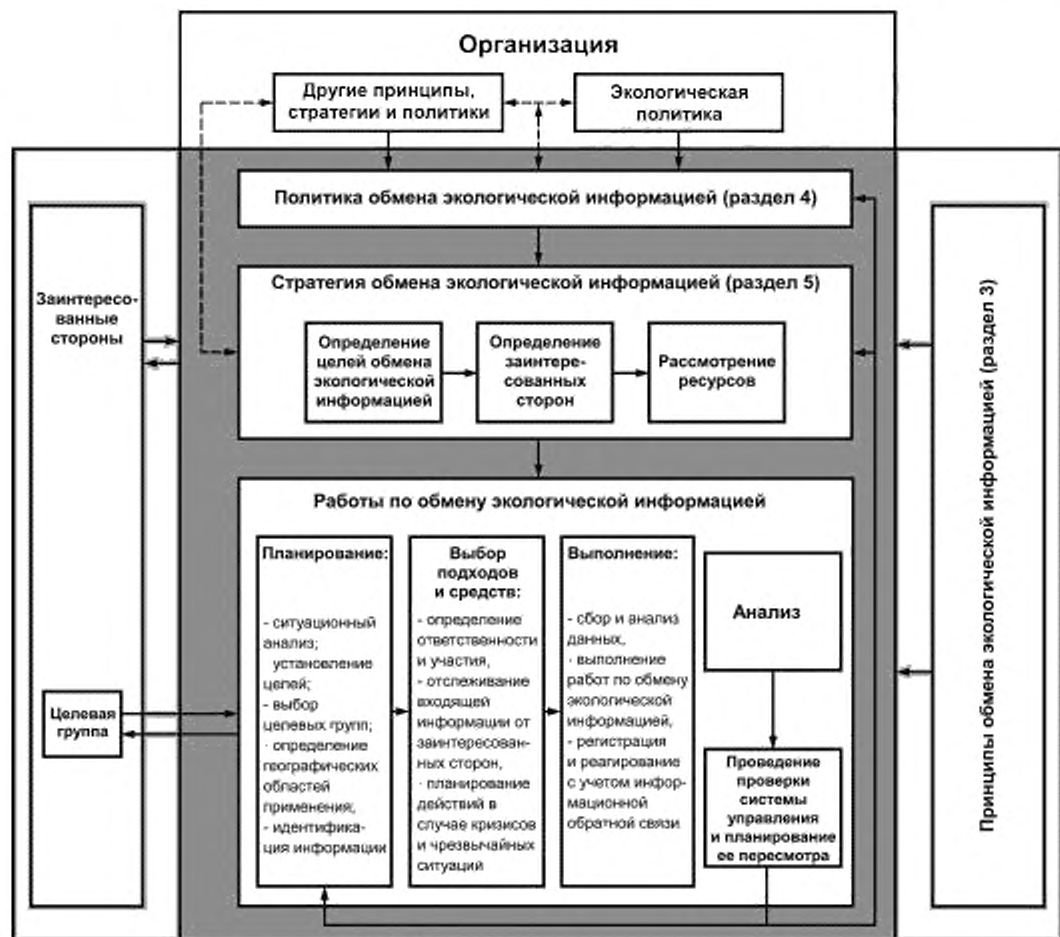 Организация
Другие принципы,
стратегии и политики
Экологическая
политика
Политика обмена экологической информацией (раздел 4)
Стратегия обмена экологической информацией (раздел 5)
Определение
целей обмена
экологической
информацией
Определение
заинтере-
сованных
сторон
Рассмотрение
ресурсов
Заинтересо-
ванные
стороны
Целевая
группа
Работы по обмену экологической информацией
Планирование:
- ситуационный
анализ;
установление
целей;
- выбор
целевых групп;
· определение
географических
областей
применения;
- идентифика-
ция информации
Выбор
подходов
и средств:
- определение
ответственности
и участия,
- отслеживание
входящей
информации от
заинтересован-
ных сторон,
· планирование
действий в
случае кризисов
и чрезвычайных
ситуаций
Выполнение:
- сбор и анализ
данных,
· выполнение
работ по обмену
экологической
информацией,
- регистрация
и реагирование
с учетом инфор-
мационной
обратной связи
Анализ
Проведение
проверки
системы
управления
и планирование
ее пересмотра
Принципы обмена экологической информацией (раздел 3)